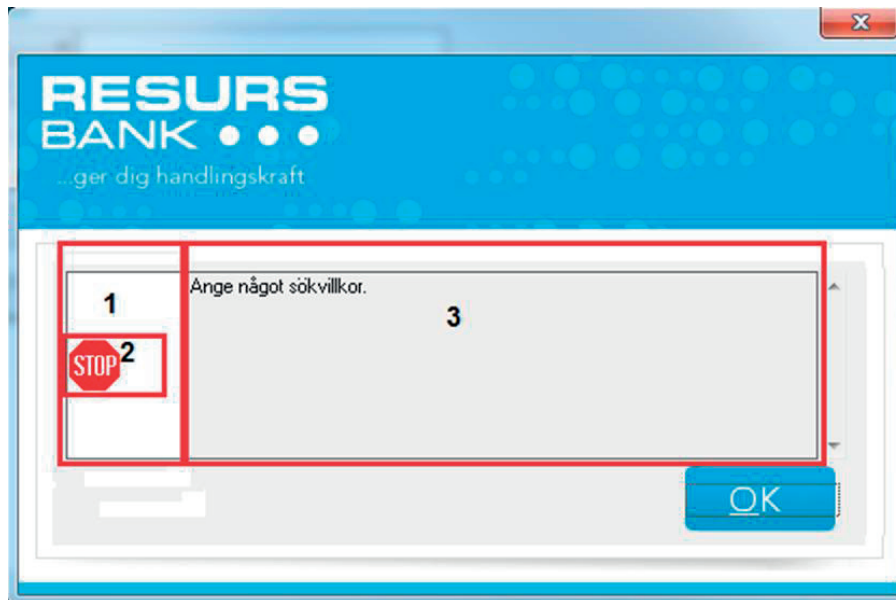 RESURS
BANK
...ger dig handlingskraft
1
Ange något sökvillkor.
3
STOP
2
OK